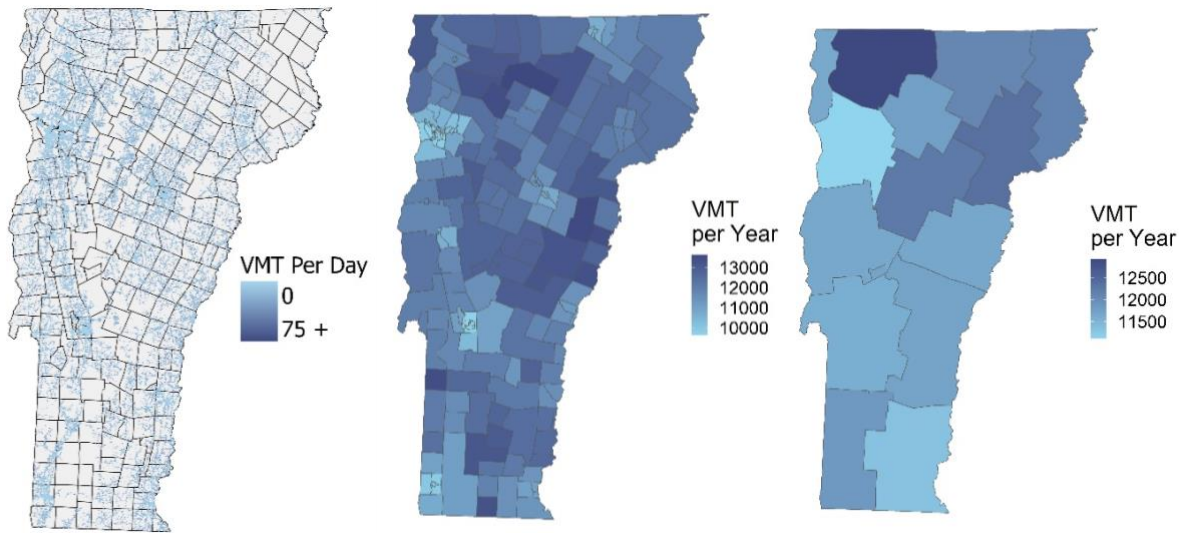 VMT Per Day
0
75 +
VMT
per Year
13000
12000
11000
10000
VMT
per Year
12500
12000
11500